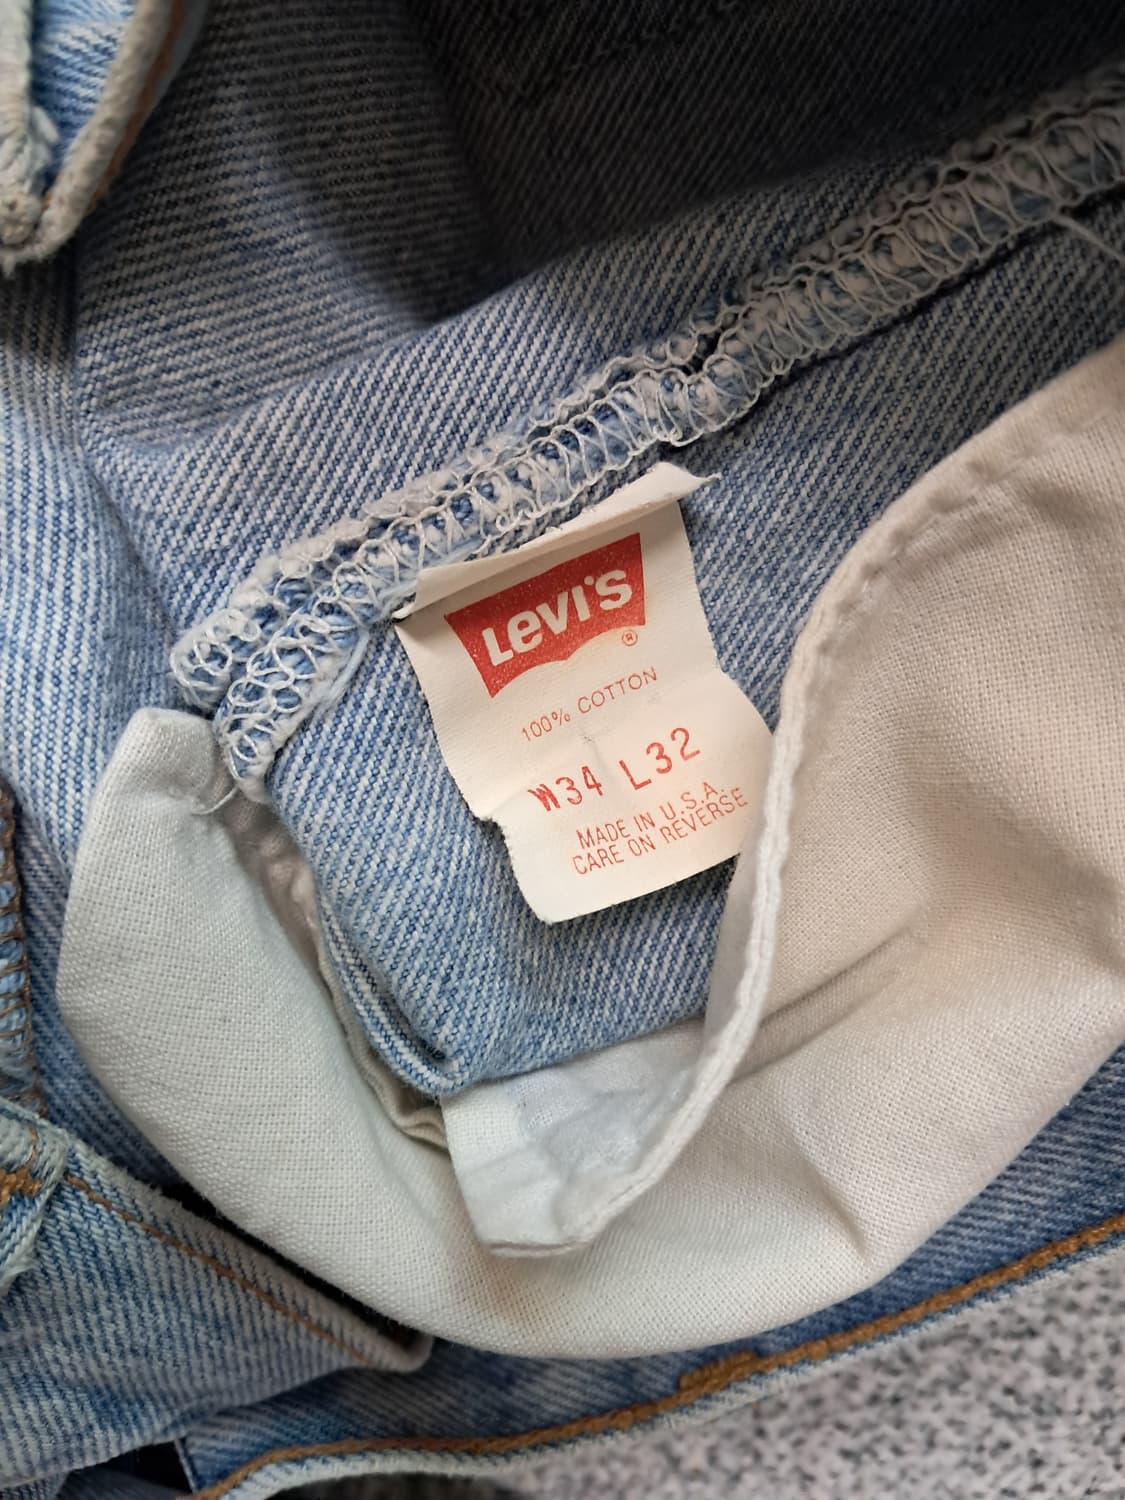 Levi's ®
100% COTTON
W34 L32
MADE IN U.S.A.
CARE ON REVERSE